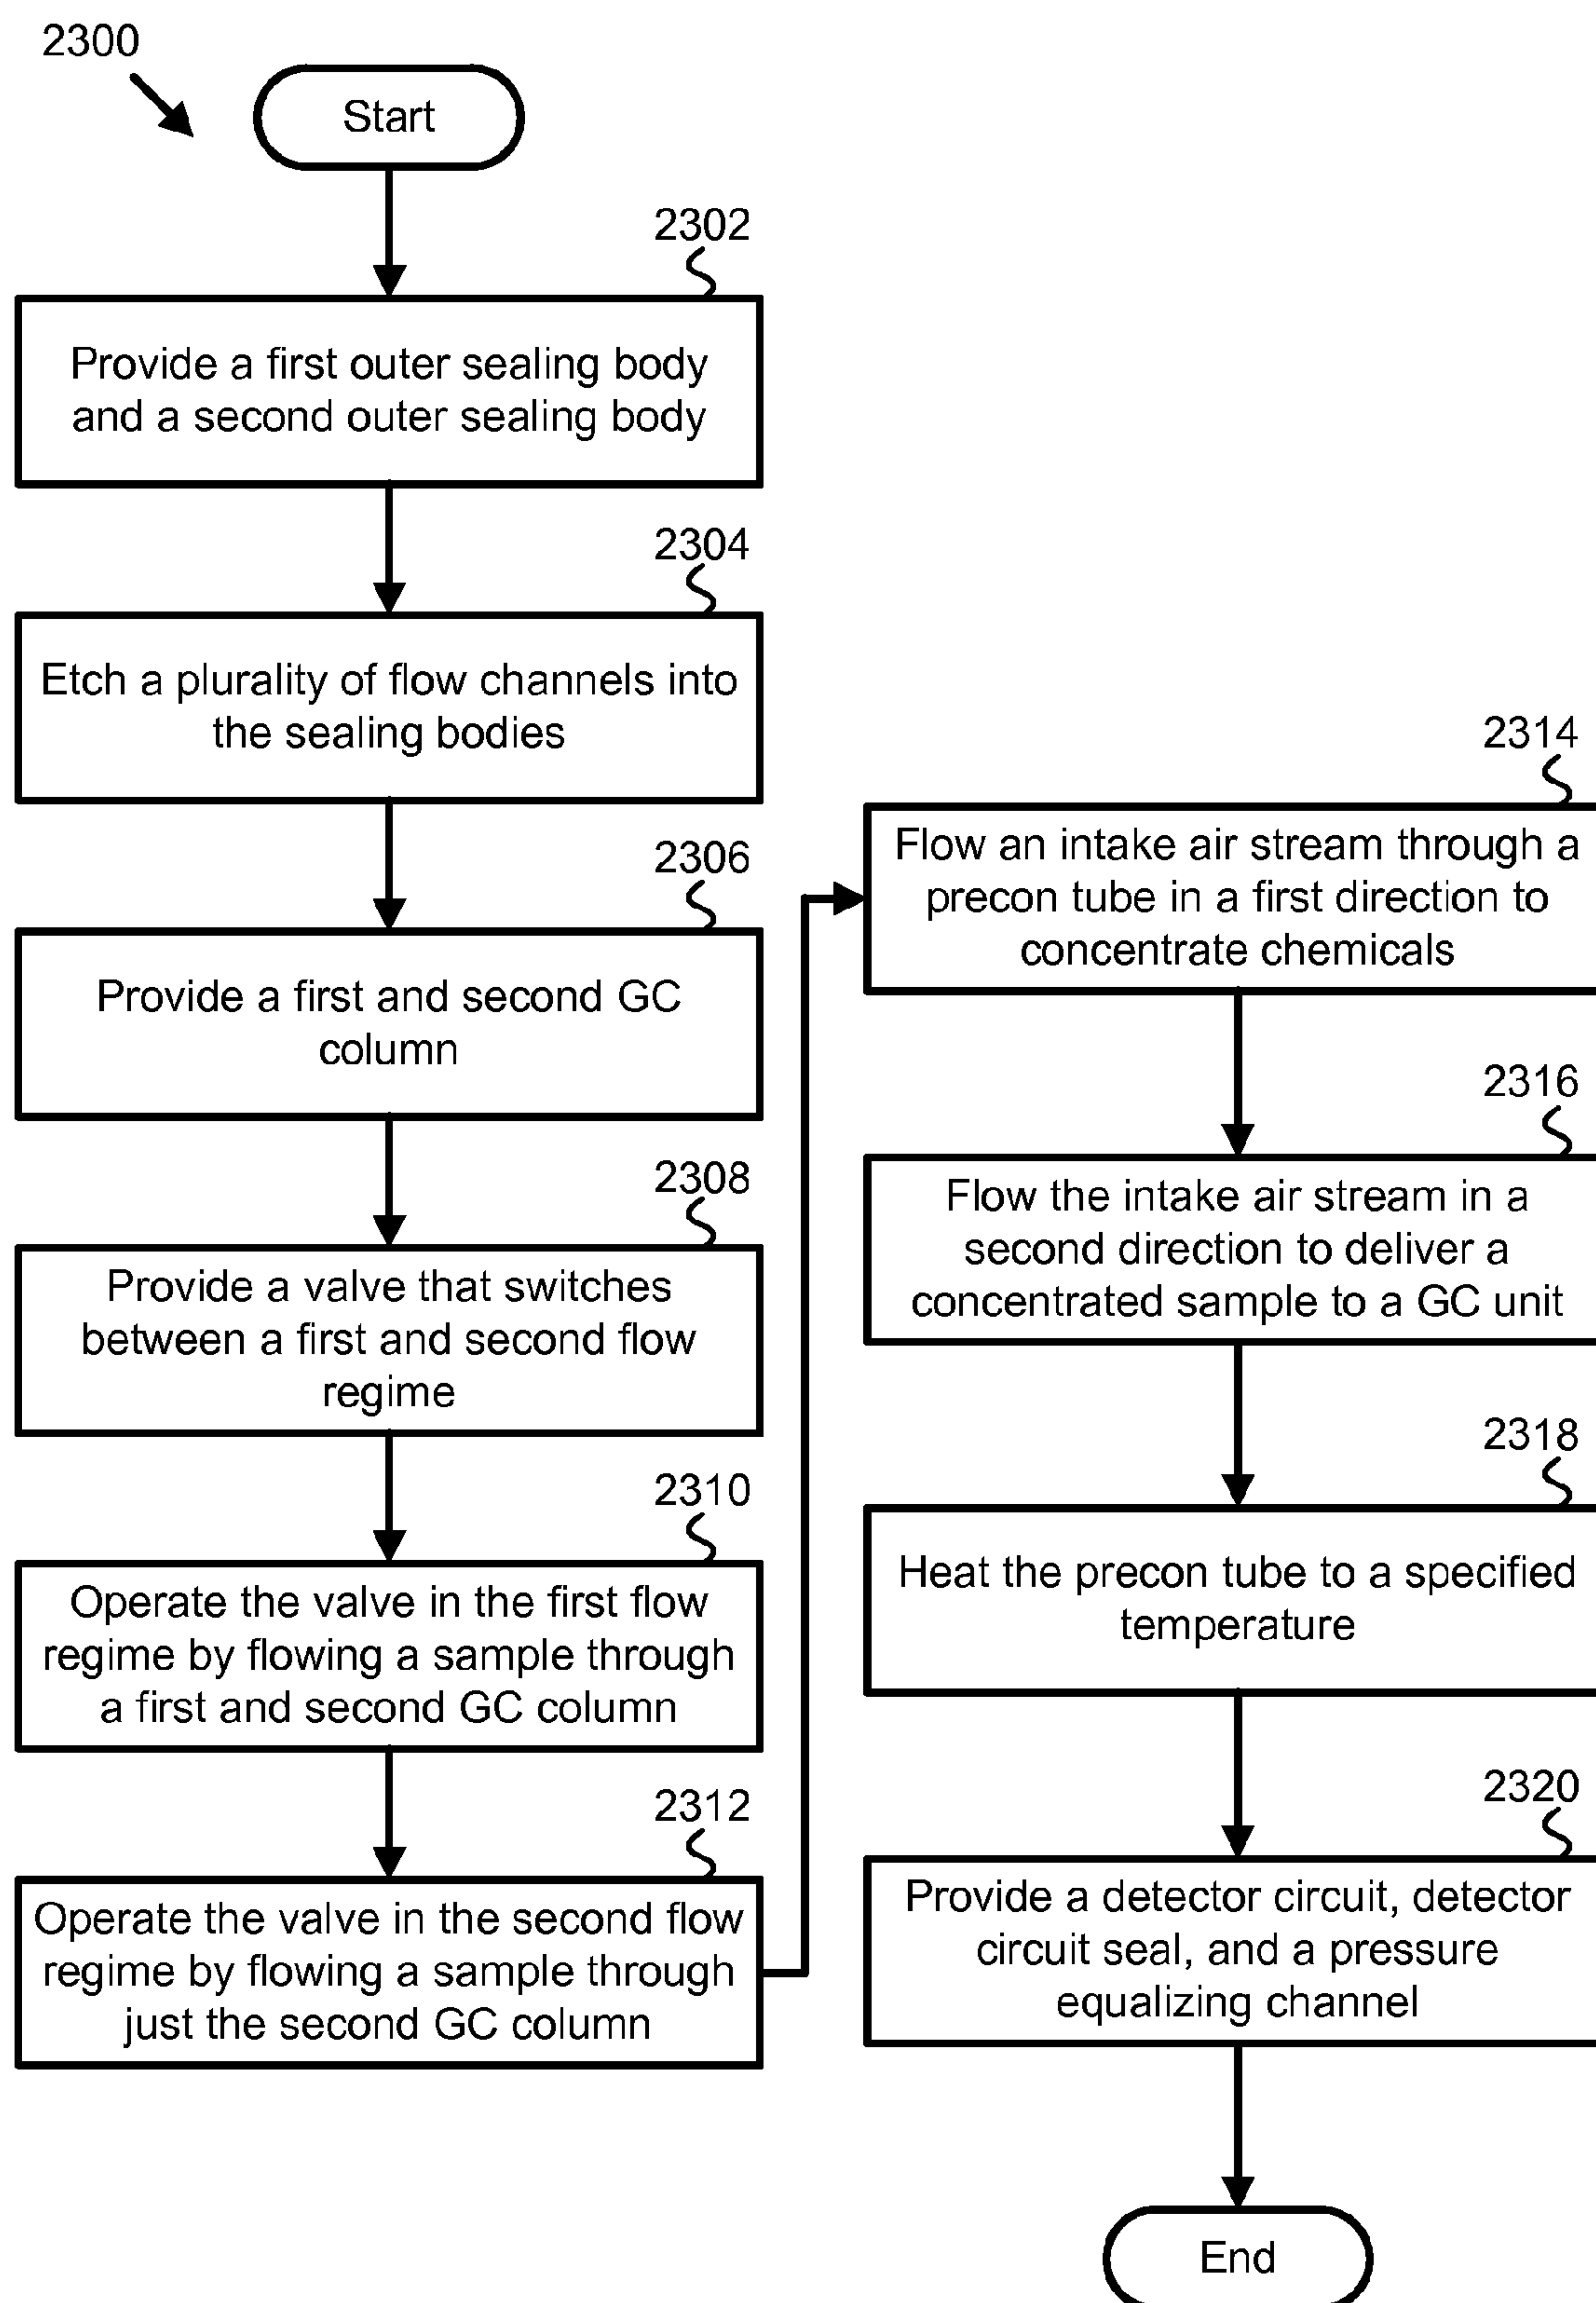 2300
Start
2302
Provide a first outer sealing body
and a second outer sealing body
2304
Etch a plurality of flow channels into
the sealing bodies
2306
Provide a first and second GC
column
2308
Provide a valve that switches
between a first and second flow
regime
2310
Operate the valve in the first flow
regime by flowing a sample through
a first and second GC column
2312
Operate the valve in the second flow
regime by flowing a sample through
just the second GC column
2314
Flow an intake air stream through a
precon tube in a first direction to
concentrate chemicals
2316
Flow the intake air stream in a
second direction to deliver a
concentrated sample to a GC unit
2318
Heat the precon tube to a specified
temperature
2320
Provide a detector circuit, detector
circuit seal, and a pressure
equalizing channel
End